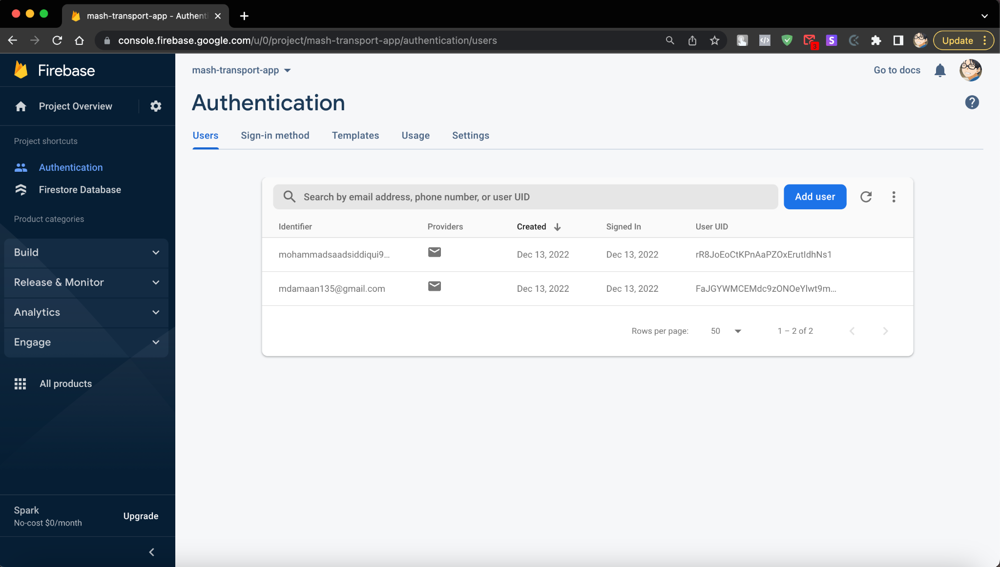 mash-transport-app - Authenti
console.firebase.google.com/u/0/project/mash-transport-app/authentication/users
3
S
Update
Firebase
mash-transport-app
Go to docs
Project Overview
Authentication
Users Sign-in method Templates Usage Settings
Project shortcuts
Authentication
Firestore Database
Product categories
Build
Release & Monitor
Analytics
Engage
All products
Spark
No-cost $0/month
Upgrade
Search by email address, phone number, or user UID
Add user
Identifier Providers Created Signed In User UID
mohammadsaadsiddiqui9... Dec 13, 2022 Dec 13, 2022 rR8JoEoCtKPnAaPZOxErutIdhNs1
mdamaan135@gmail.com Dec 13, 2022 Dec 13, 2022 FaJGYWMCEMdc9zONOeYlwt9m...
Rows per page: 50 1 – 2 of 2